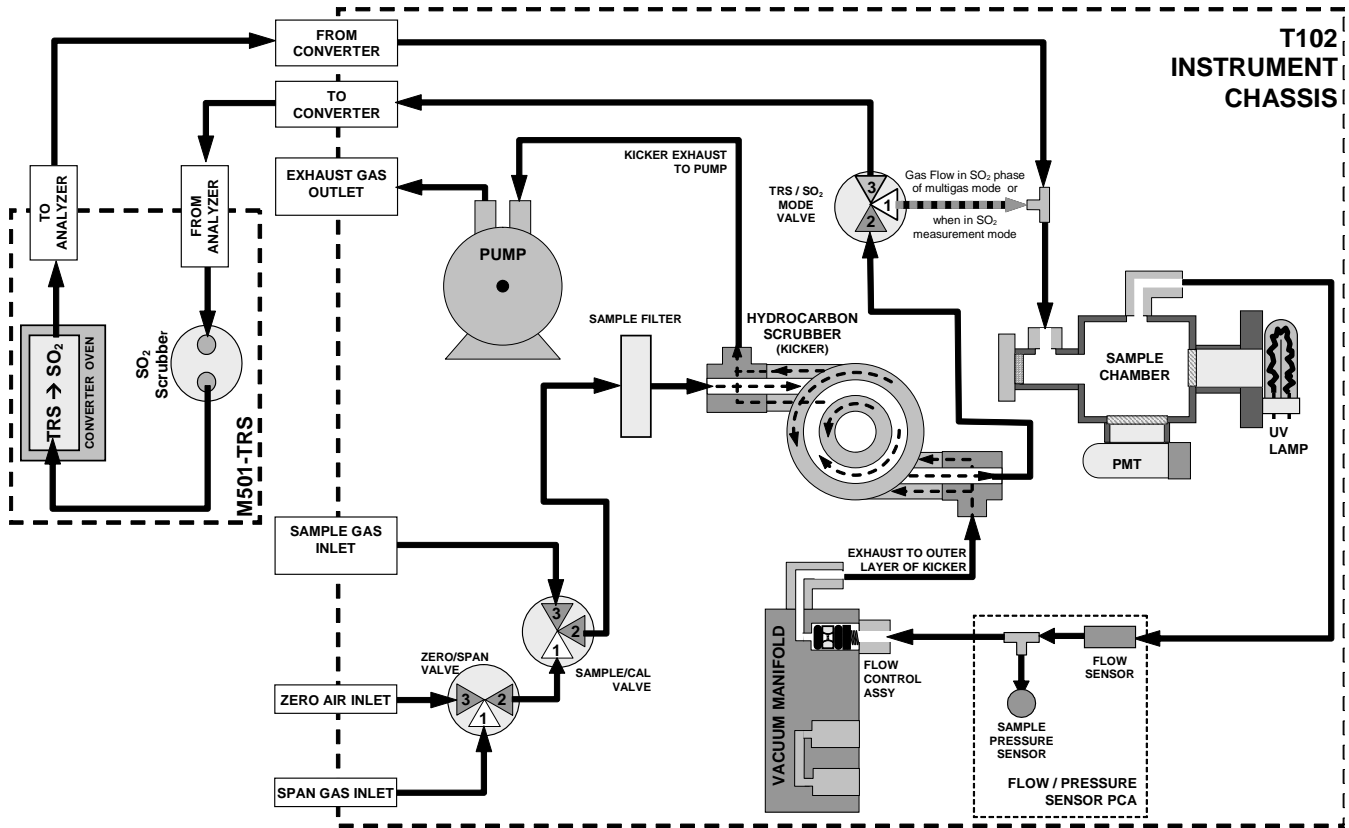 T102
INSTRUMENT
CHASSIS
FROM
CONVERTER
TO
CONVERTER
EXHAUST GAS
OUTLET
KICKER EXHAUST
TO PUMP
TRS / SO₂
MODE
VALVE
3
1
2
Gas Flow in SO₂ phase
of multigas mode or
when in SO₂
measurement mode
TO
ANALYZER
FROM
ANALYZER
PUMP
SAMPLE FILTER
HYDROCARBON
SCRUBBER
(KICKER)
SAMPLE
CHAMBER
UV
LAMP
PMT
TRS → SO₂
CONVERTER OVEN
SO₂
Scrubber
M501-TRS
SAMPLE GAS
INLET
EXHAUST TO OUTER
LAYER OF KICKER
3
2
1
SAMPLE/CAL
VALVE
ZERO/SPAN
VALVE
3
2
1
ZERO AIR INLET
SPAN GAS INLET
VACUUM MANIFOLD
FLOW
CONTROL
ASSY
FLOW
SENSOR
SAMPLE
PRESSURE
SENSOR
FLOW / PRESSURE
SENSOR PCA